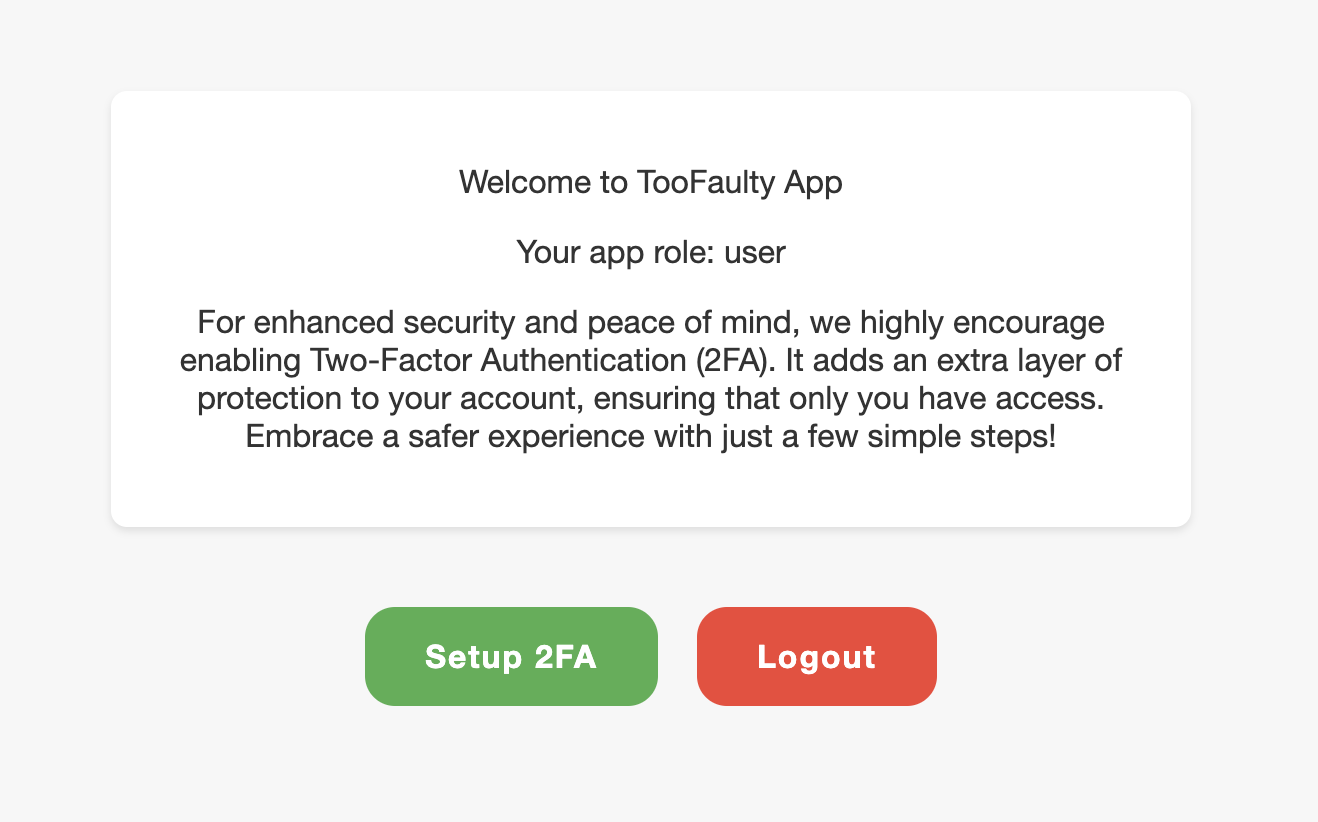 Welcome to TooFaulty App
Your app role: user
For enhanced security and peace of mind, we highly encourage
enabling Two-Factor Authentication (2FA). It adds an extra layer of
protection to your account, ensuring that only you have access.
Embrace a safer experience with just a few simple steps!
Setup 2FA
Logout